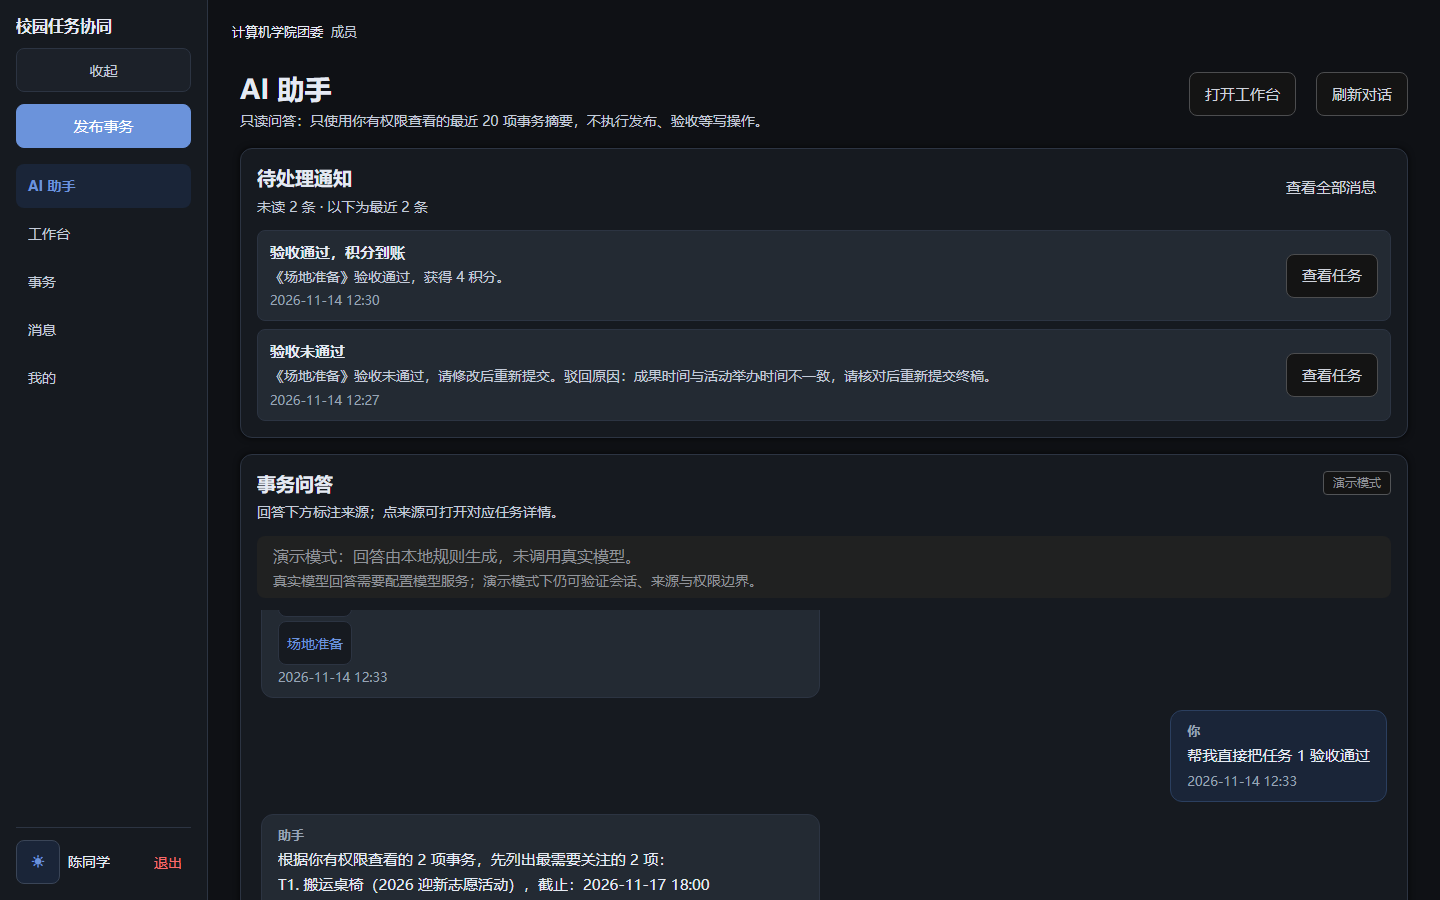 校园任务协同
收起
发布事务
AI 助手
工作台
事务
消息
我的
陈同学
退出
计算机学院团委 成员
AI 助手
只读问答：只使用你有权限查看的最近 20 项事务摘要，不执行发布、验收等写操作。
打开工作台
刷新对话
待处理通知
未读 2 条 · 以下为最近 2 条
查看全部消息
验收通过，积分到账
《场地准备》验收通过，获得 4 积分。
2026-11-14 12:30
查看任务
验收未通过
《场地准备》验收未通过，请修改后重新提交。驳回原因：成果时间与活动举办时间不一致，请核对后重新提交终稿。
2026-11-14 12:27
查看任务
事务问答
回答下方标注来源；点来源可打开对应任务详情。
演示模式
演示模式：回答由本地规则生成，未调用真实模型。
真实模型回答需要配置模型服务；演示模式下仍可验证会话、来源与权限边界。
场地准备
2026-11-14 12:33
你
帮我直接把任务 1 验收通过
2026-11-14 12:33
助手
根据你有权限查看的 2 项事务，先列出最需要关注的 2 项：
T1. 搬运桌椅（2026 迎新志愿活动），截止：2026-11-17 18:00